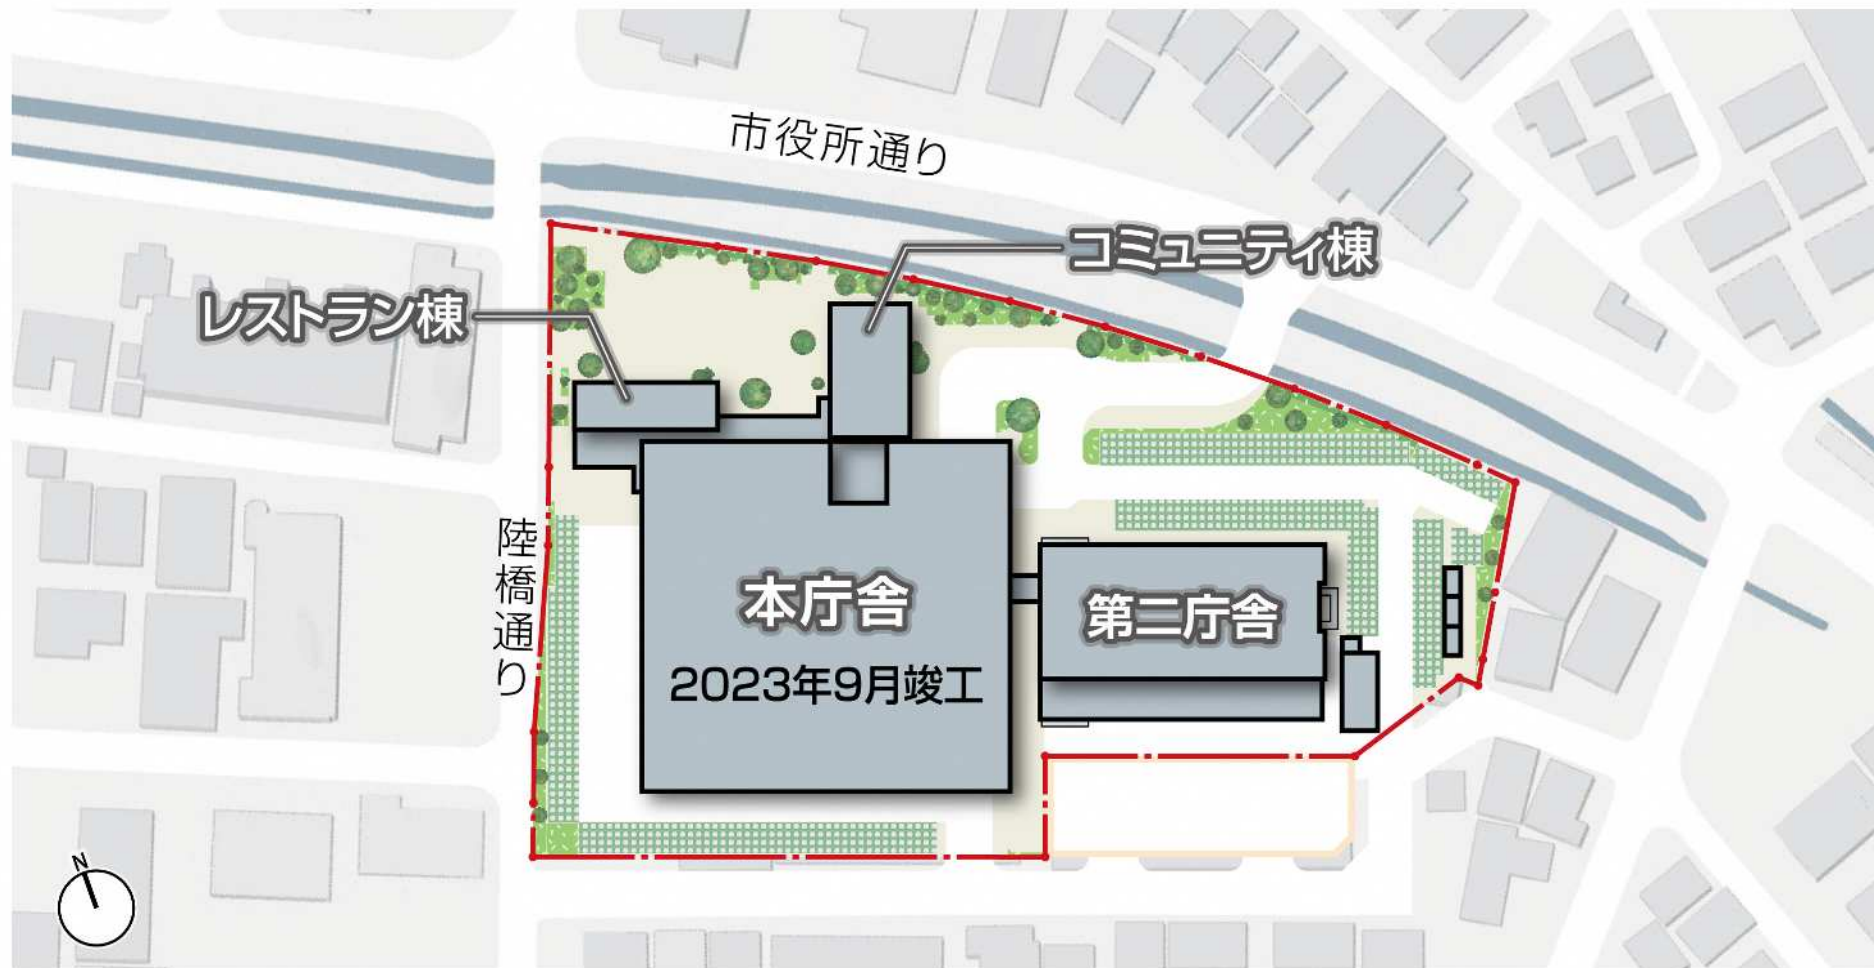 市役所通り
コミュニティ棟
レストラン棟
陸橋通り
本庁舎
2023年9月竣工
第二庁舎
N